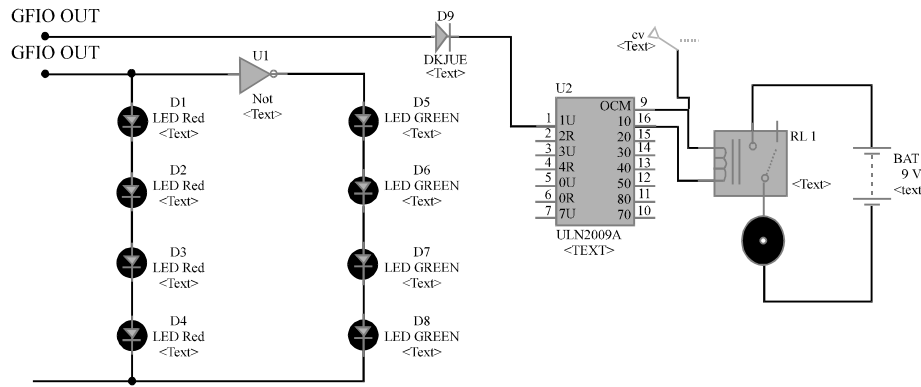 GFIO OUT
GFIO OUT
D9
DKJUE
<Text>
U1
Not
<Text>
D1
LED Red
<Text>
D2
LED Red
<Text>
D3
LED Red
<Text>
D4
LED Red
<Text>
D5
LED GREEN
<Text>
D6
LED GREEN
<Text>
D7
LED GREEN
<Text>
D8
LED GREEN
<Text>
U2
OCM 9
1 1U 10 16
2 2R 20 15
3 3U 30 14
4 4R 40 13
5 0U 50 12
6 0R 80 11
7 7U 70 10
ULN2009A
<TEXT>
cv
<Text>
RL 1
<Text>
BAT
9 V
<text